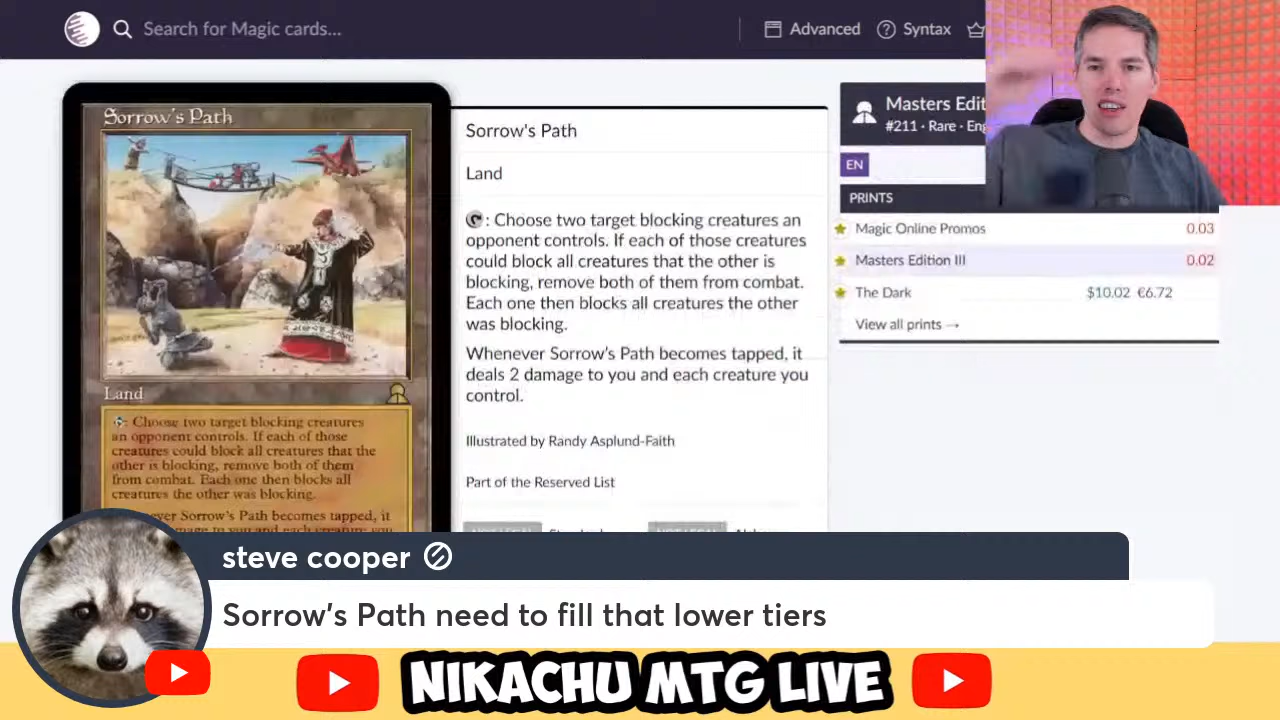 Search for Magic cards...
Advanced
Syntax
Sorrow's Path
Land
: Choose two target blocking creatures
an opponent controls. If each of those
creatures could block all creatures that the
other is blocking, remove both of them
from combat. Each one then blocks all
creatures the other was blocking.
ever Sorrow's Path becomes tapped, it
Sorrow's Path
Land
: Choose two target blocking creatures an
opponent controls. If each of those creatures
could block all creatures that the other is
blocking, remove both of them from combat.
Each one then blocks all creatures the other
was blocking.
Whenever Sorrow's Path becomes tapped, it
deals 2 damage to you and each creature you
control.
Illustrated by Randy Asplund-Faith
Part of the Reserved List
Masters Edit
#211 · Rare · Eng
EN
PRINTS
Magic Online Promos 0.03
Masters Edition III 0.02
The Dark $10.02 €6.72
View all prints →
steve cooper
Sorrow's Path need to fill that lower tiers
NIKACHU MTG LIVE